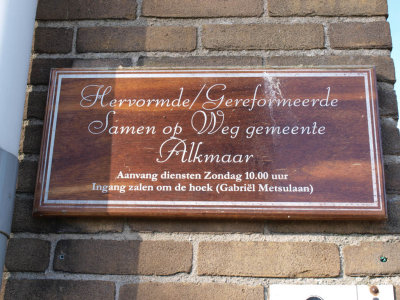 Hervormde/Gereformeerde
Samen op Weg gemeente
Alkmaar
Aanvang diensten Zondag 10.00 uur
Ingang zalen om de hoek (Gabriël Metsulaan)